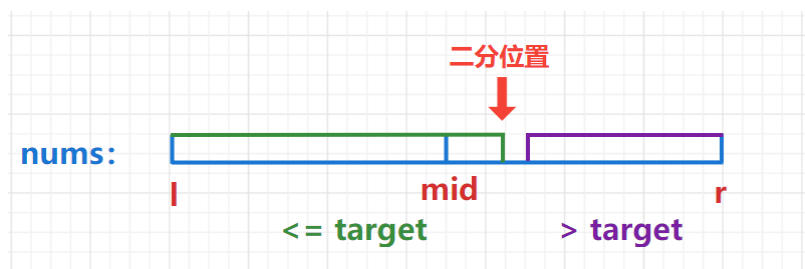 二分位置
nums:
l mid r
<= target > target